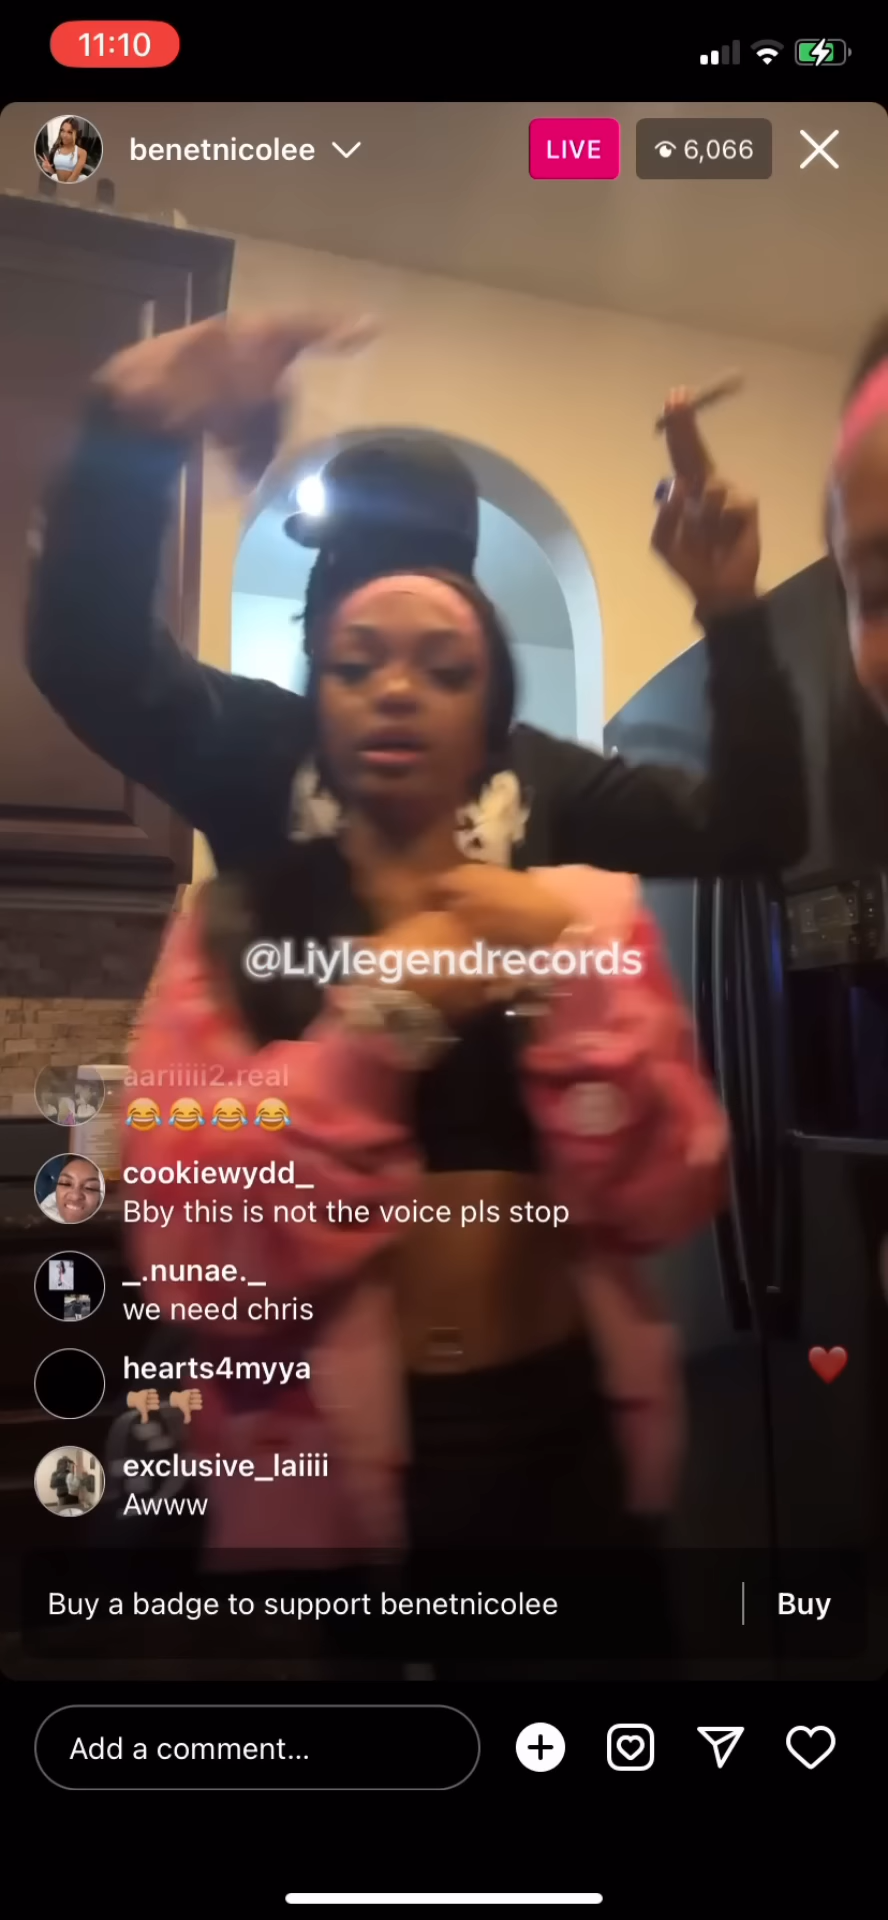 11:10
benetnicolee
LIVE
6,066
@Liylegendrecords
aariiiii2.real
😂😂😂😂
cookiewydd_
Bby this is not the voice pls stop
_.nunae._
we need chris
hearts4myya
👎🏼👎🏼
exclusive_laiiii
Awww
Buy a badge to support benetnicolee
Buy
Add a comment...